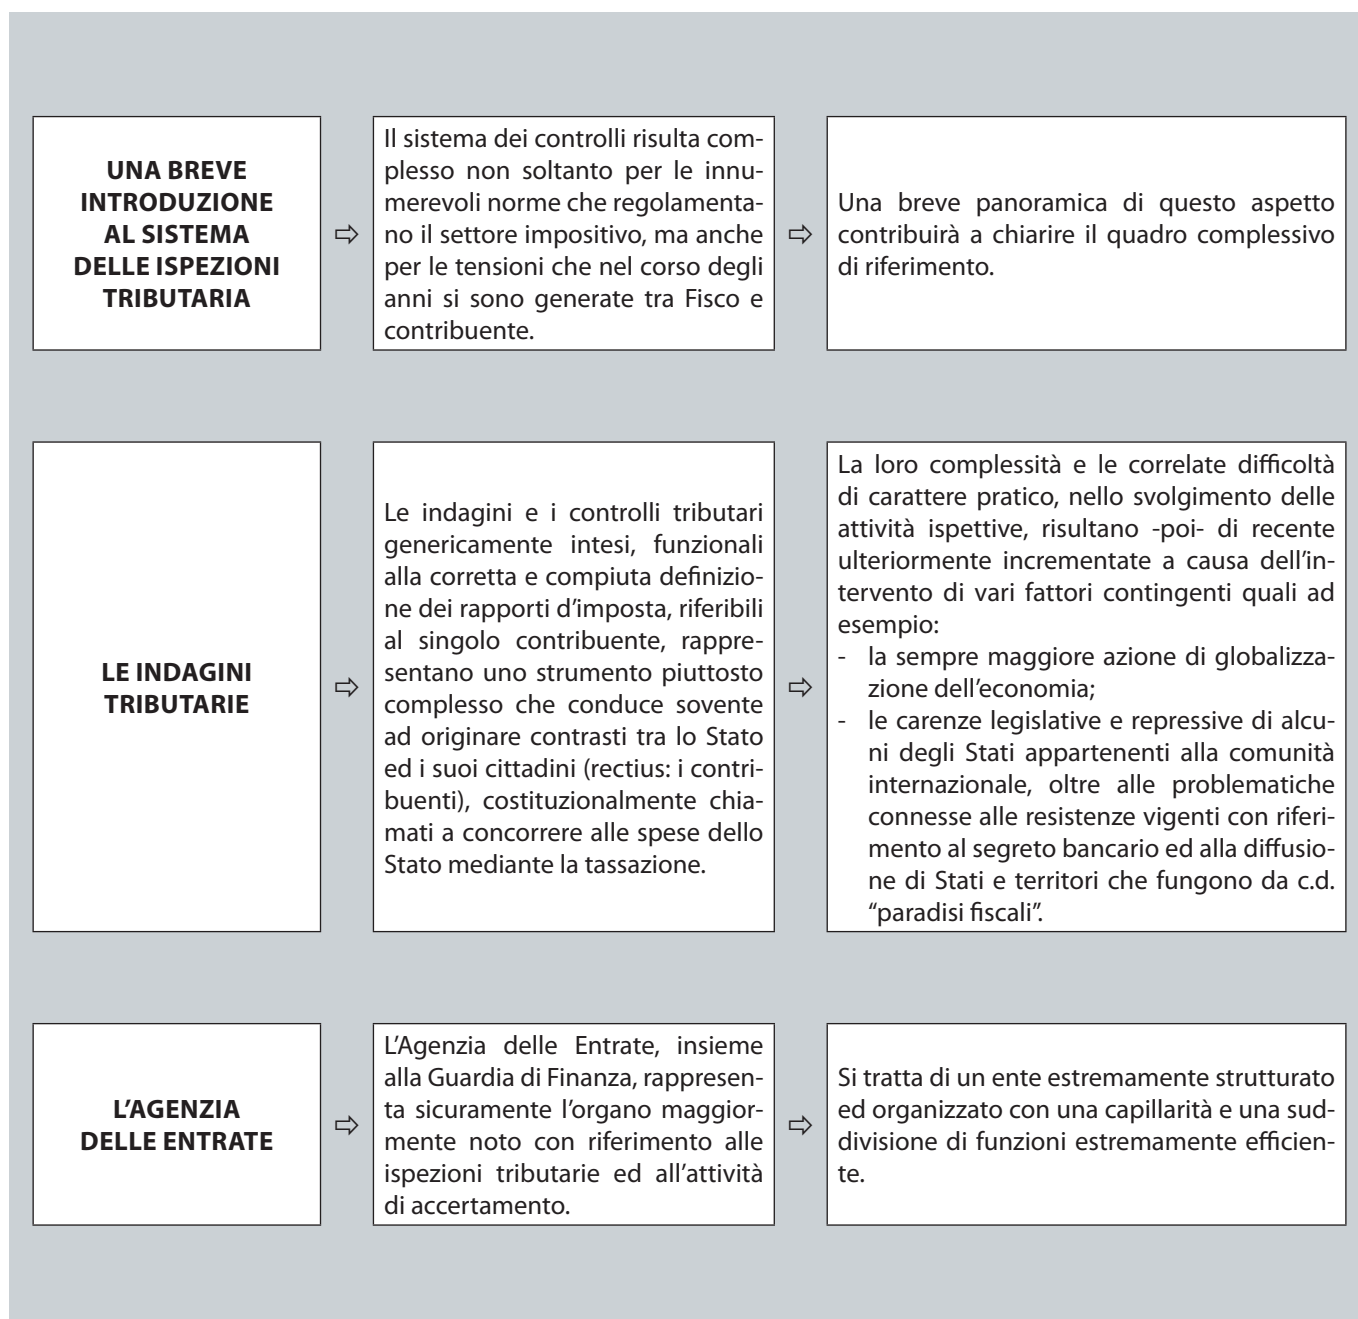 UNA BREVE
INTRODUZIONE
AL SISTEMA
DELLE ISPEZIONI
TRIBUTARIA
⇨
Il sistema dei controlli risulta com-
plesso non soltanto per le innu-
merevoli norme che regolamenta-
no il settore impositivo, ma anche
per le tensioni che nel corso degli
anni si sono generate tra Fisco e
contribuente.
⇨
Una breve panoramica di questo aspetto
contribuirà a chiarire il quadro complessivo
di riferimento.
LE INDAGINI
TRIBUTARIE
⇨
Le indagini e i controlli tributari
genericamente intesi, funzionali
alla corretta e compiuta definizio-
ne dei rapporti d’imposta, riferibili
al singolo contribuente, rappre-
sentano uno strumento piuttosto
complesso che conduce sovente
ad originare contrasti tra lo Stato
ed i suoi cittadini (rectius: i contri-
buenti), costituzionalmente chia-
mati a concorrere alle spese dello
Stato mediante la tassazione.
⇨
La loro complessità e le correlate difficoltà
di carattere pratico, nello svolgimento delle
attività ispettive, risultano -poi- di recente
ulteriormente incrementate a causa dell’in-
tervento di vari fattori contingenti quali ad
esempio:
- la sempre maggiore azione di globalizza-
zione dell’economia;
- le carenze legislative e repressive di alcu-
ni degli Stati appartenenti alla comunità
internazionale, oltre alle problematiche
connesse alle resistenze vigenti con riferi-
mento al segreto bancario ed alla diffusio-
ne di Stati e territori che fungono da c.d.
“paradisi fiscali”.
L’AGENZIA
DELLE ENTRATE
⇨
L’Agenzia delle Entrate, insieme
alla Guardia di Finanza, rappresen-
ta sicuramente l’organo maggior-
mente noto con riferimento alle
ispezioni tributarie ed all’attività
di accertamento.
⇨
Si tratta di un ente estremamente strutturato
ed organizzato con una capillarità e una sud-
divisione di funzioni estremamente efficien-
te.